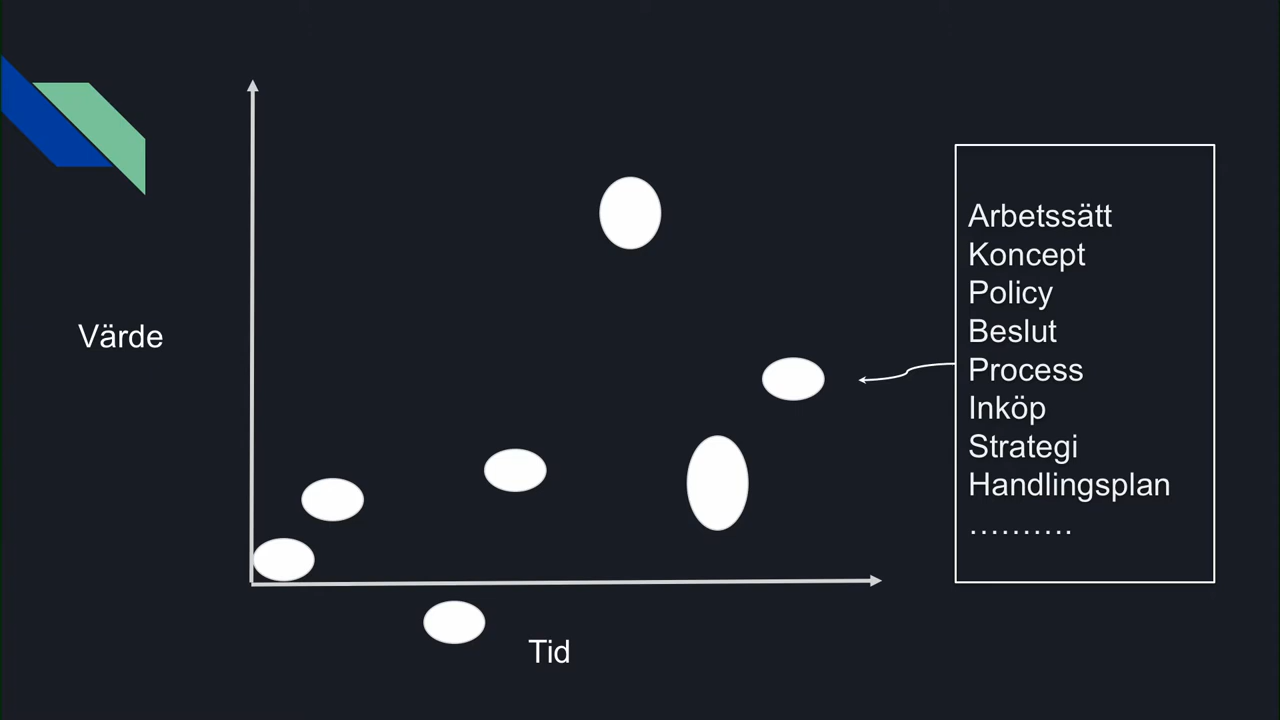 Värde
Arbetssätt
Koncept
Policy
Beslut
Process
Inköp
Strategi
Handlingsplan
……….
Tid